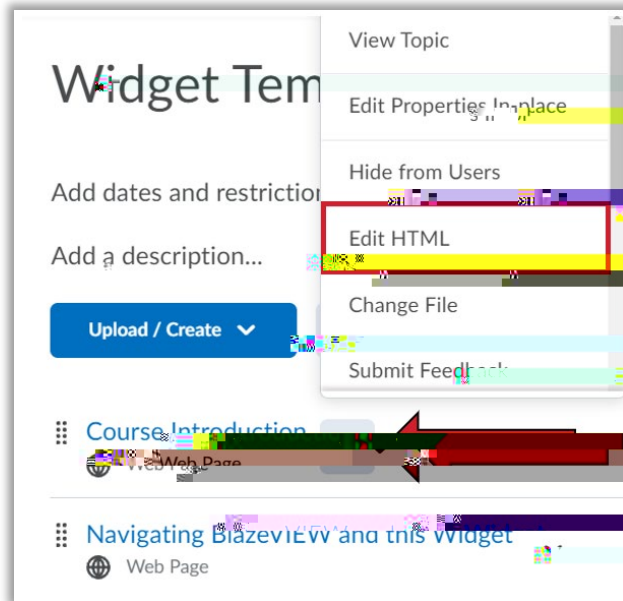 Widget Tem
View Topic
Edit Properties In-place
Hide from Users
Add dates and restriction
Edit HTML
Add a description...
Change File
Upload / Create
Submit Feedback
Course Introduction
Web Page
Navigating BlazeVIEW and this Widget
Web Page